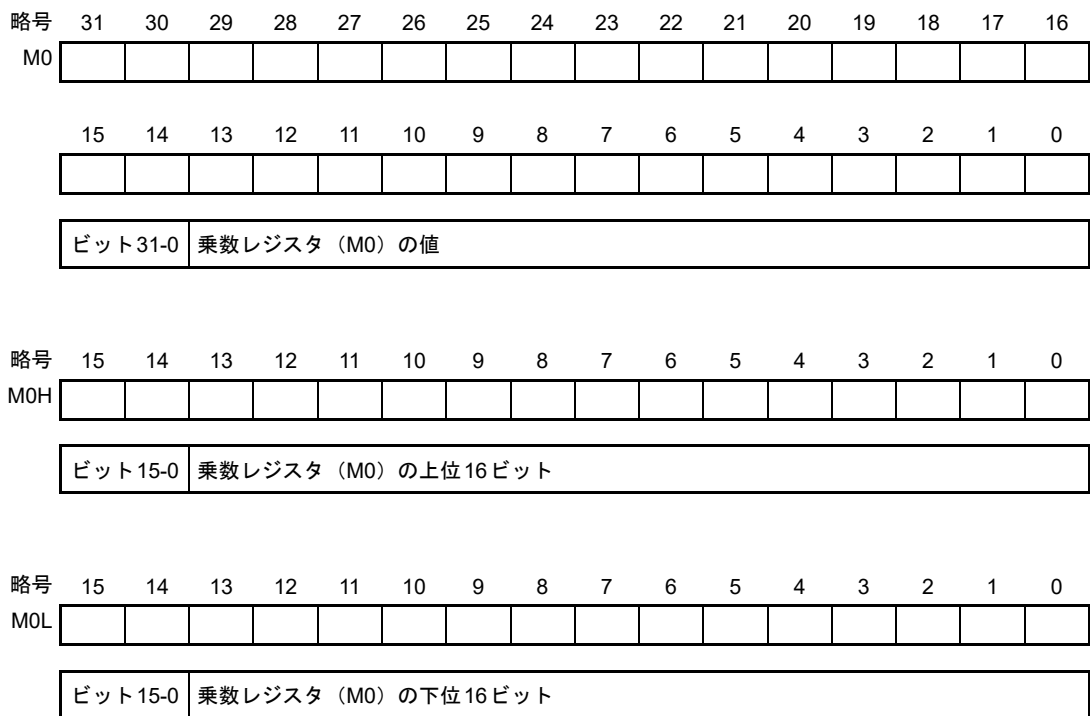 略号 31 30 29 28 27 26 25 24 23 22 21 20 19 18 17 16
M0
15 14 13 12 11 10 9 8 7 6 5 4 3 2 1 0
ビット31-0 乗数レジスタ（M0）の値
略号 15 14 13 12 11 10 9 8 7 6 5 4 3 2 1 0
M0H
ビット15-0 乗数レジスタ（M0）の上位16ビット
略号 15 14 13 12 11 10 9 8 7 6 5 4 3 2 1 0
M0L
ビット15-0 乗数レジスタ（M0）の下位16ビット